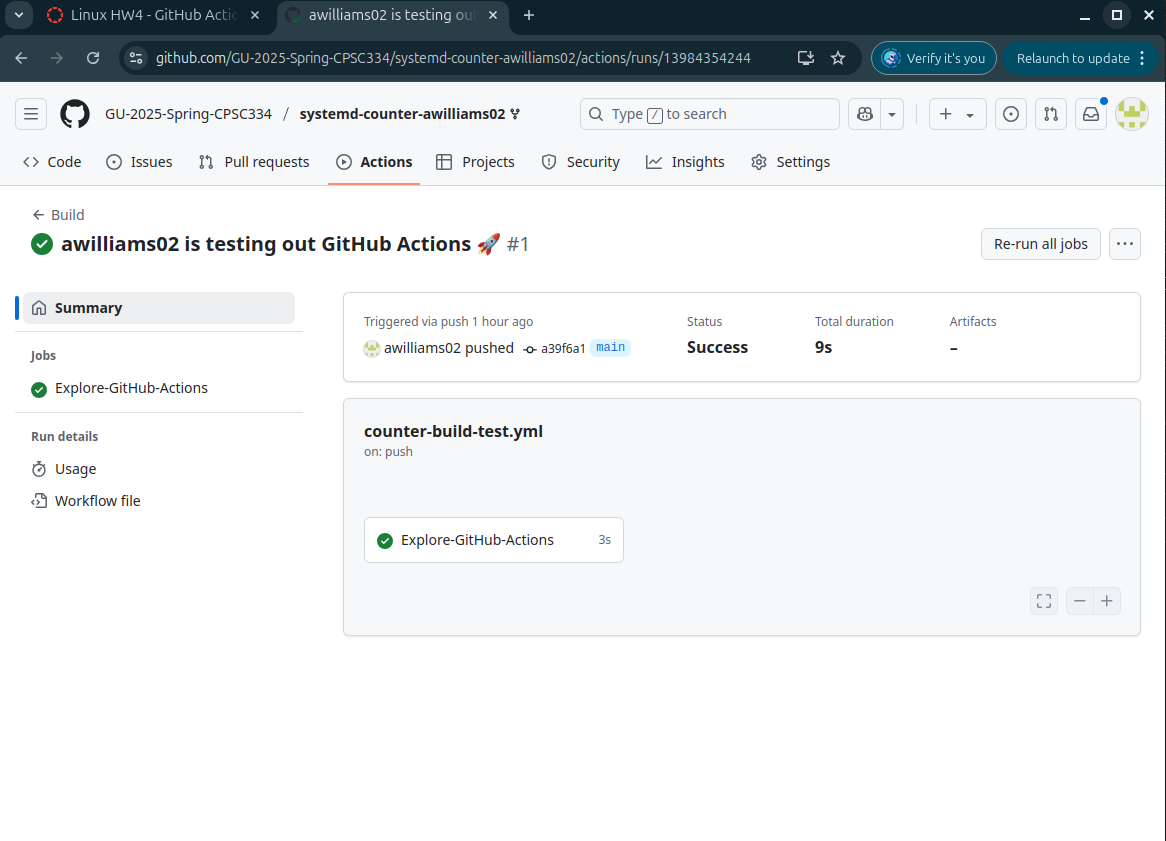 Linux HW4 - GitHub Actio
awilliams02 is testing ou
github.com/GU-2025-Spring-CPSC334/systemd-counter-awilliams02/actions/runs/13984354244
Verify it's you
Relaunch to update
GU-2025-Spring-CPSC334 / systemd-counter-awilliams02
Type / to search
Code
Issues
Pull requests
Actions
Projects
Security
Insights
Settings
Build
awilliams02 is testing out GitHub Actions 🚀 #1
Re-run all jobs
Summary
Jobs
Explore-GitHub-Actions
Run details
Usage
Workflow file
Triggered via push 1 hour ago
awilliams02 pushed a39f6a1 main
Status
Success
Total duration
9s
Artifacts
–
counter-build-test.yml
on: push
Explore-GitHub-Actions 3s